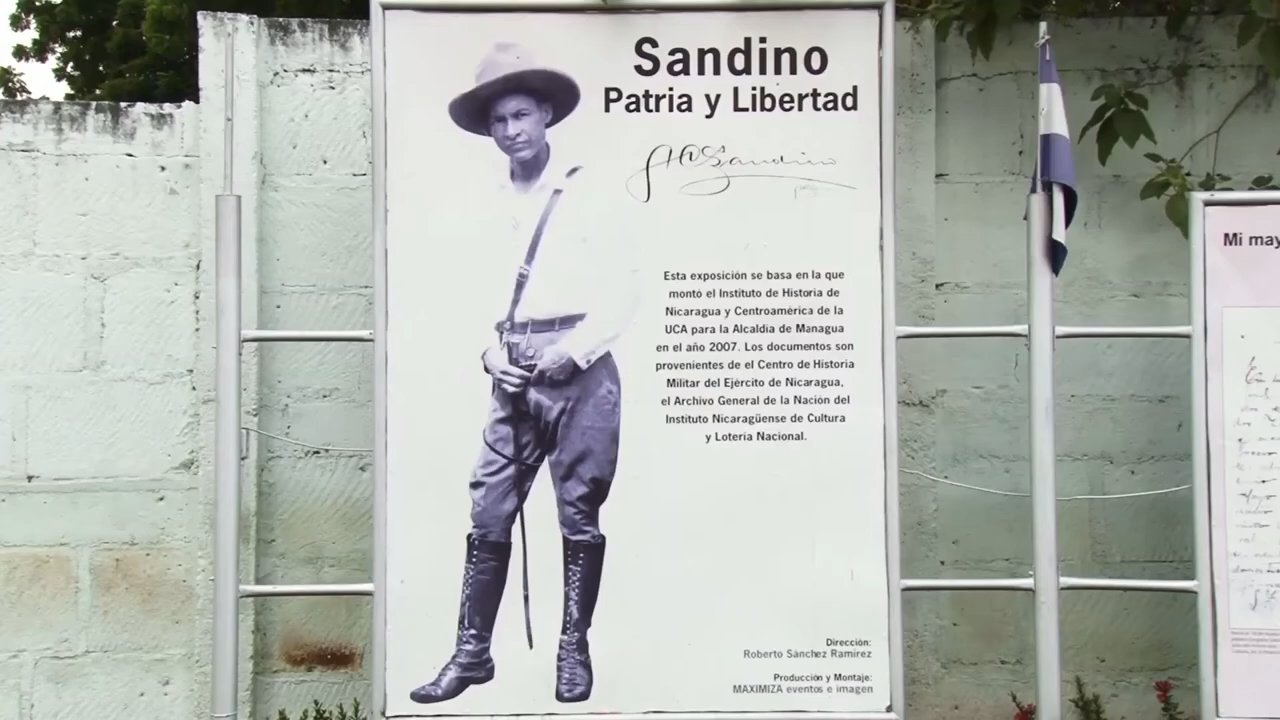 Sandino
Patria y Libertad
Sandino
Esta exposición se basa en la que
montó el Instituto de Historia de
Nicaragua y Centroamérica de la
UCA para la Alcaldía de Managua
en el año 2007. Los documentos son
provenientes de el Centro de Historia
Militar del Ejército de Nicaragua,
el Archivo General de la Nación del
Instituto Nicaragüense de Cultura
y Lotería Nacional.
Dirección:
Roberto Sánchez Ramírez
Producción y Montaje:
MAXIMIZA eventos e imagen
Mi may